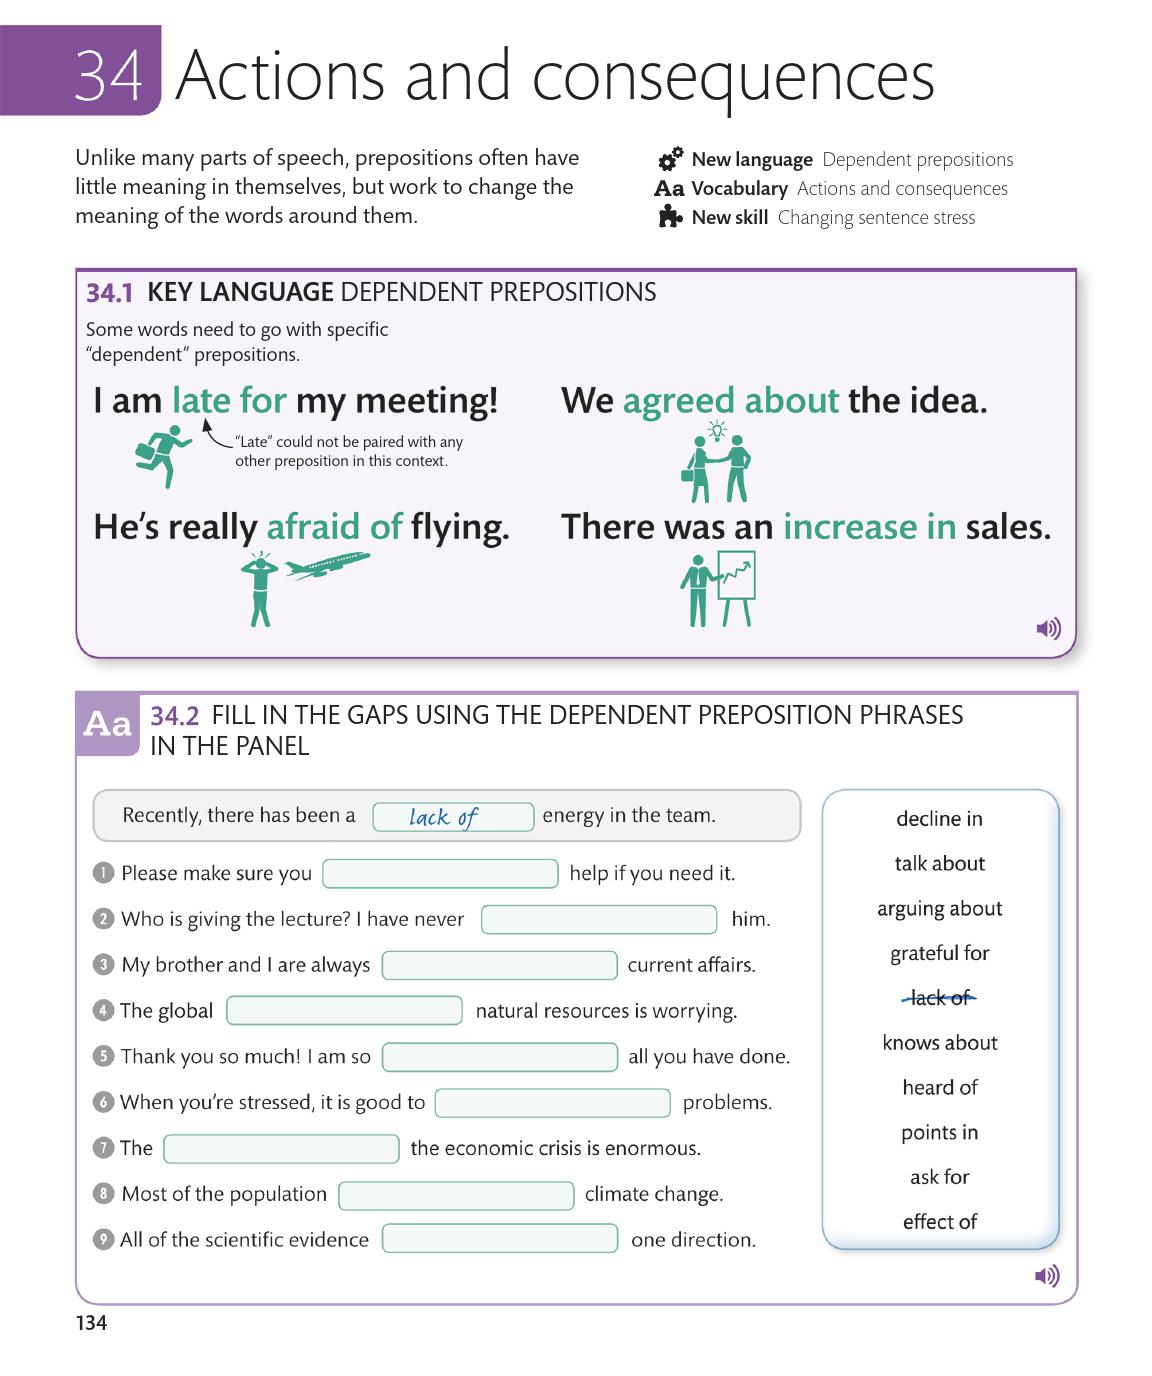 34 Actions and consequences
Unlike many parts of speech, prepositions often have
little meaning in themselves, but work to change the
meaning of the words around them.
New language Dependent prepositions
Aa Vocabulary Actions and consequences
New skill Changing sentence stress
34.1 KEY LANGUAGE DEPENDENT PREPOSITIONS
Some words need to go with specific
“dependent” prepositions.
I am late for my meeting!
“Late” could not be paired with any
other preposition in this context.
We agreed about the idea.
He’s really afraid of flying.
There was an increase in sales.
Aa 34.2 FILL IN THE GAPS USING THE DEPENDENT PREPOSITION PHRASES
IN THE PANEL
Recently, there has been a lack of energy in the team.
1 Please make sure you help if you need it.
2 Who is giving the lecture? I have never him.
3 My brother and I are always current affairs.
4 The global natural resources is worrying.
5 Thank you so much! I am so all you have done.
6 When you’re stressed, it is good to problems.
7 The the economic crisis is enormous.
8 Most of the population climate change.
9 All of the scientific evidence one direction.
decline in
talk about
arguing about
grateful for
lack of
knows about
heard of
points in
ask for
effect of
134